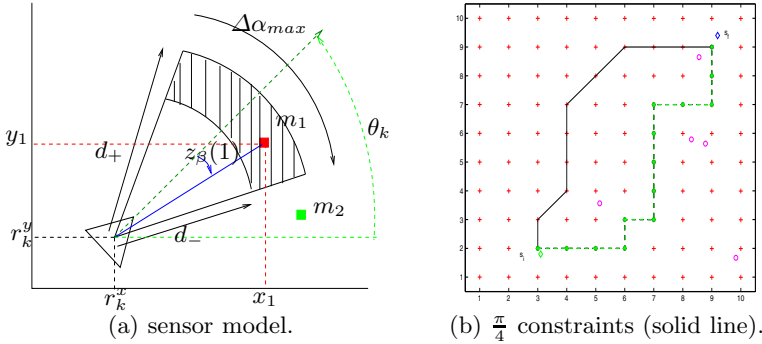 Δα_max
y_1
m_1
θ_k
d_+
z_β(1)
m_2
d_-
r_k^y
r_k^x
x_1
(a) sensor model.
10
9
8
7
6
5
4
3
2
1
1 2 3 4 5 6 7 8 9 10
(b) π/4 constraints (solid line).